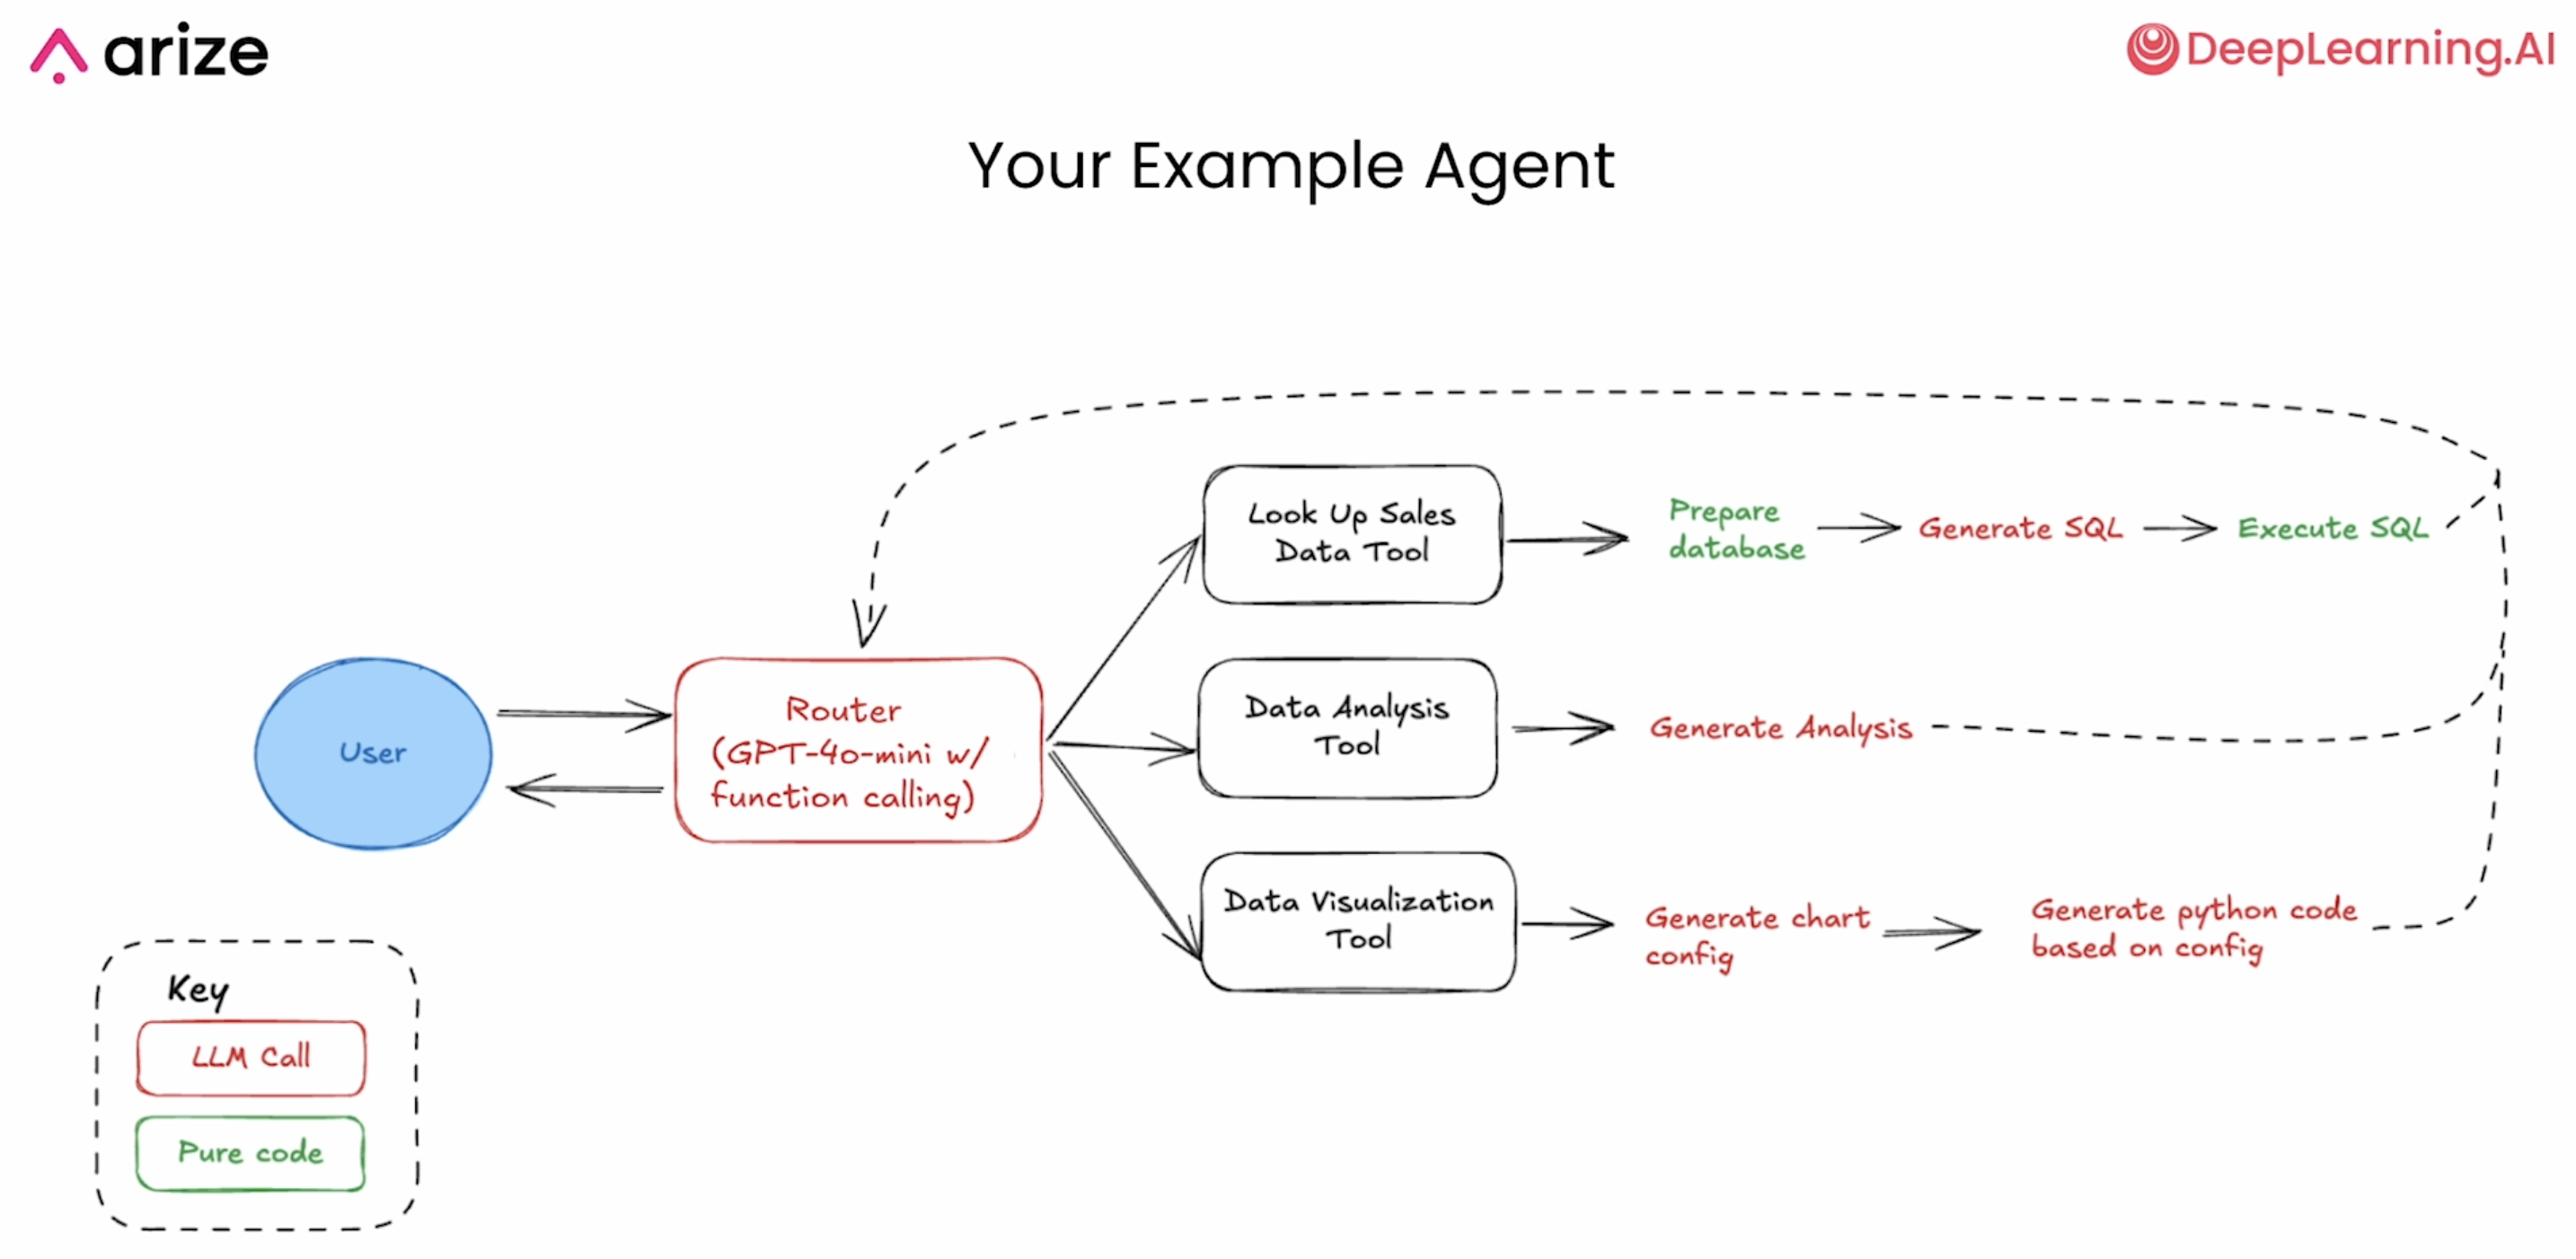 arize
DeepLearning.AI
Your Example Agent
User
Router
(GPT-4o-mini w/
function calling)
Look Up Sales
Data Tool
Prepare
database
Generate SQL
Execute SQL
Data Analysis
Tool
Generate Analysis
Data Visualization
Tool
Generate chart
config
Generate python code
based on config
Key
LLM Call
Pure code